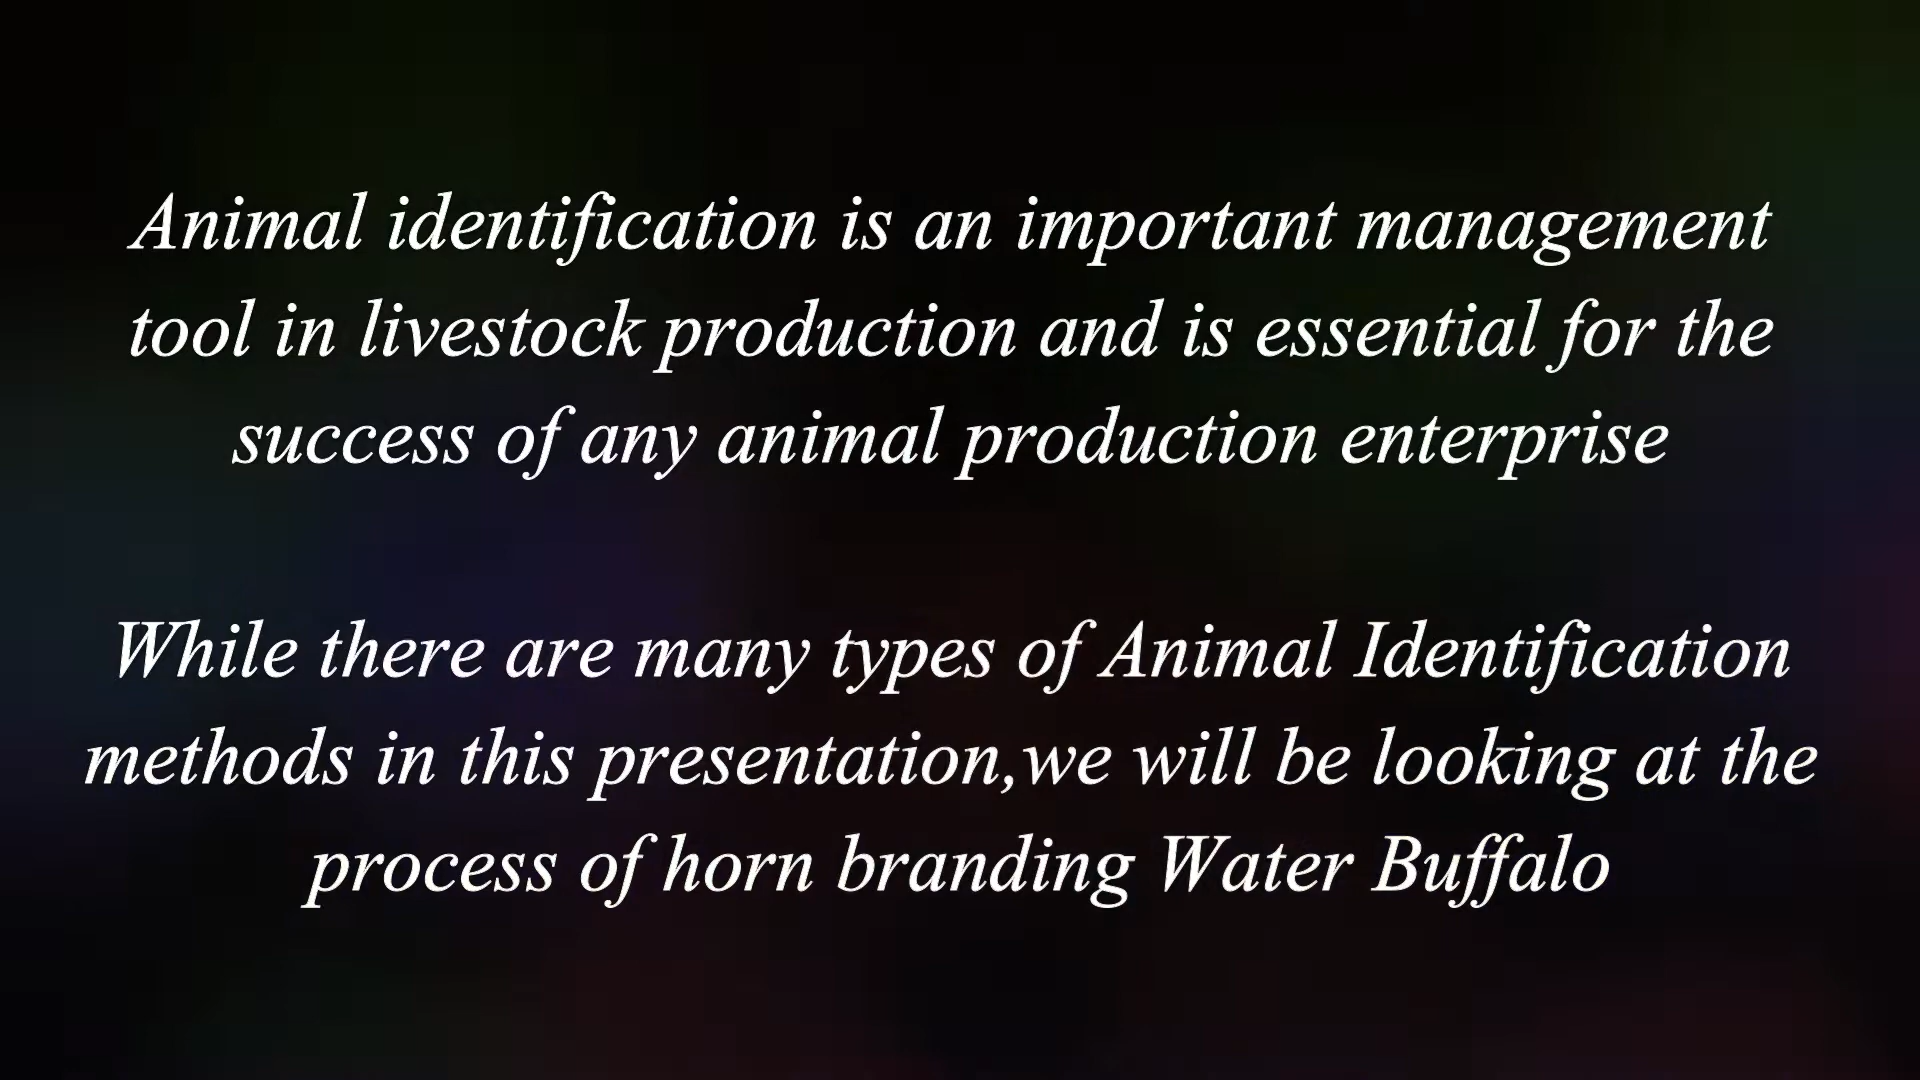 Animal identification is an important management
tool in livestock production and is essential for the
success of any animal production enterprise
While there are many types of Animal Identification
methods in this presentation,we will be looking at the
process of horn branding Water Buffalo